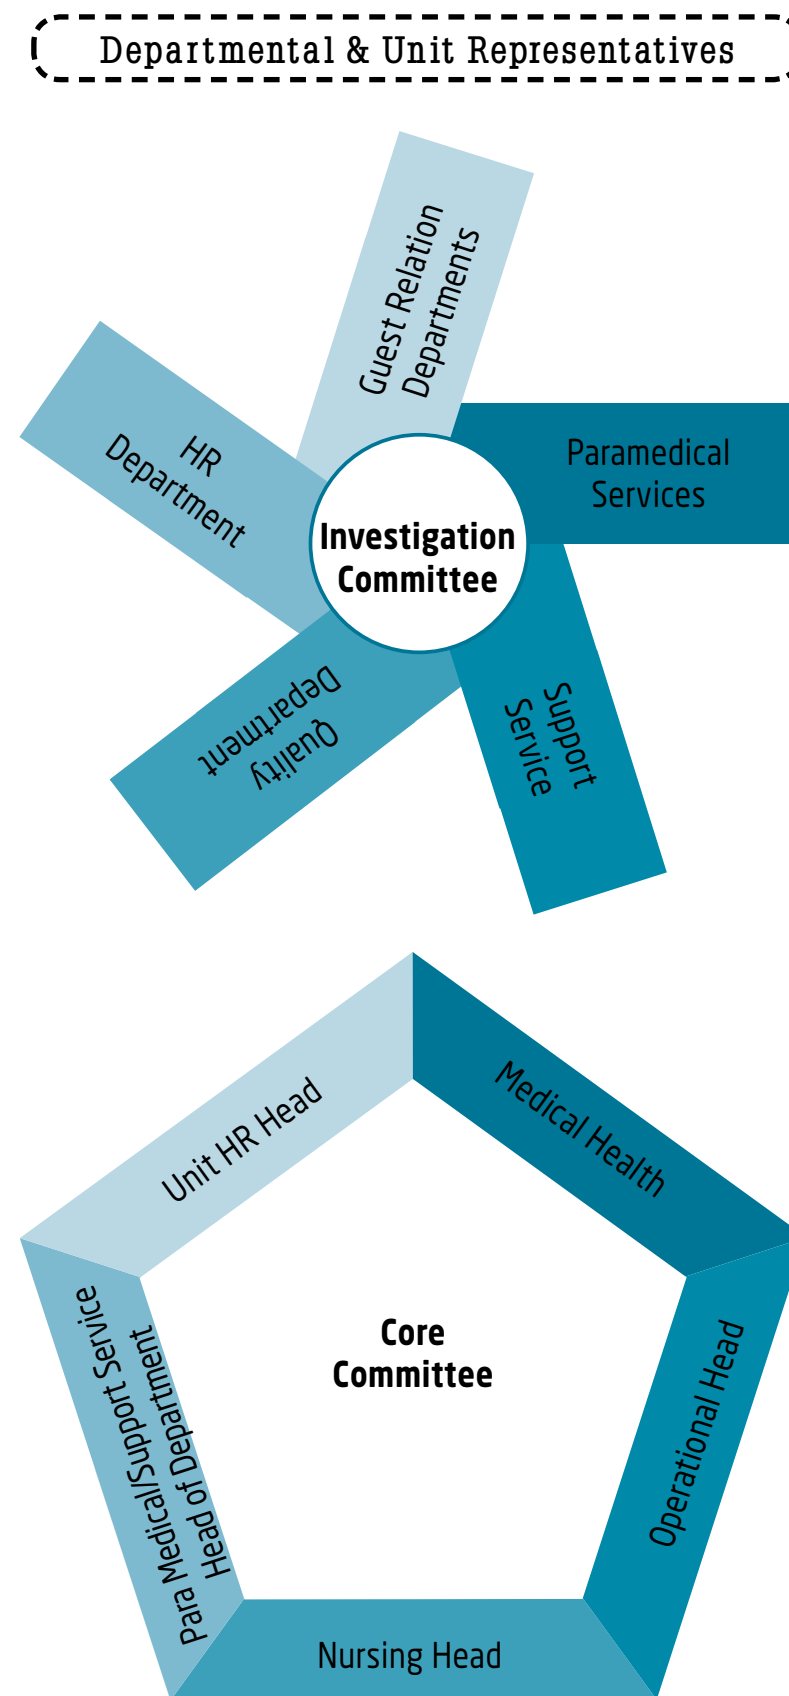 Departmental & Unit Representatives
Guest Relation
Departments
Paramedical
Services
HR
Department
Investigation
Committee
Support
Service
Quality
Department
Medical Health
Unit HR Head
Core
Committee
Operational Head
Para Medical/Support Service
Head of Department
Nursing Head